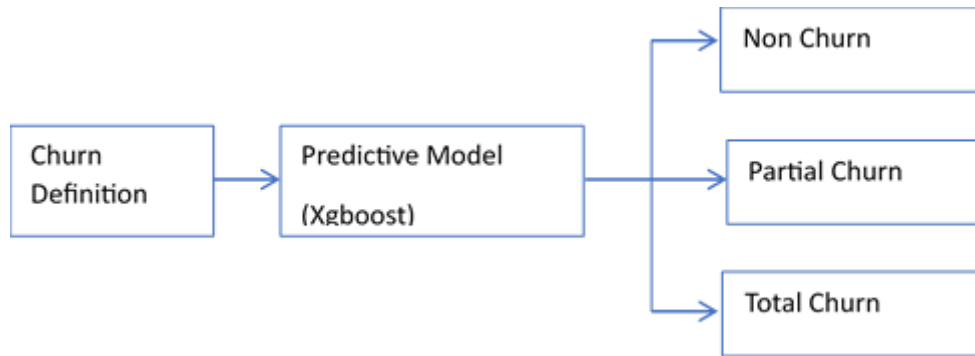 Churn
Definition
Predictive Model
(Xgboost)
Non Churn
Partial Churn
Total Churn